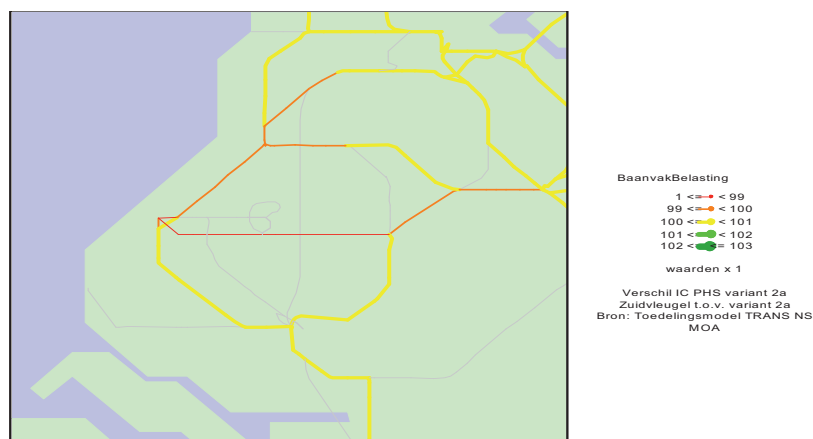 BaanvakBelasting
1 <= < 99
99 <= < 100
100 <= < 101
101 <= < 102
102 <= <= 103
waarden x 1
Verschil IC PHS variant 2a
Zuidvleugel t.o.v. variant 2a
Bron: Toedelingsmodel TRANS NS
MOA